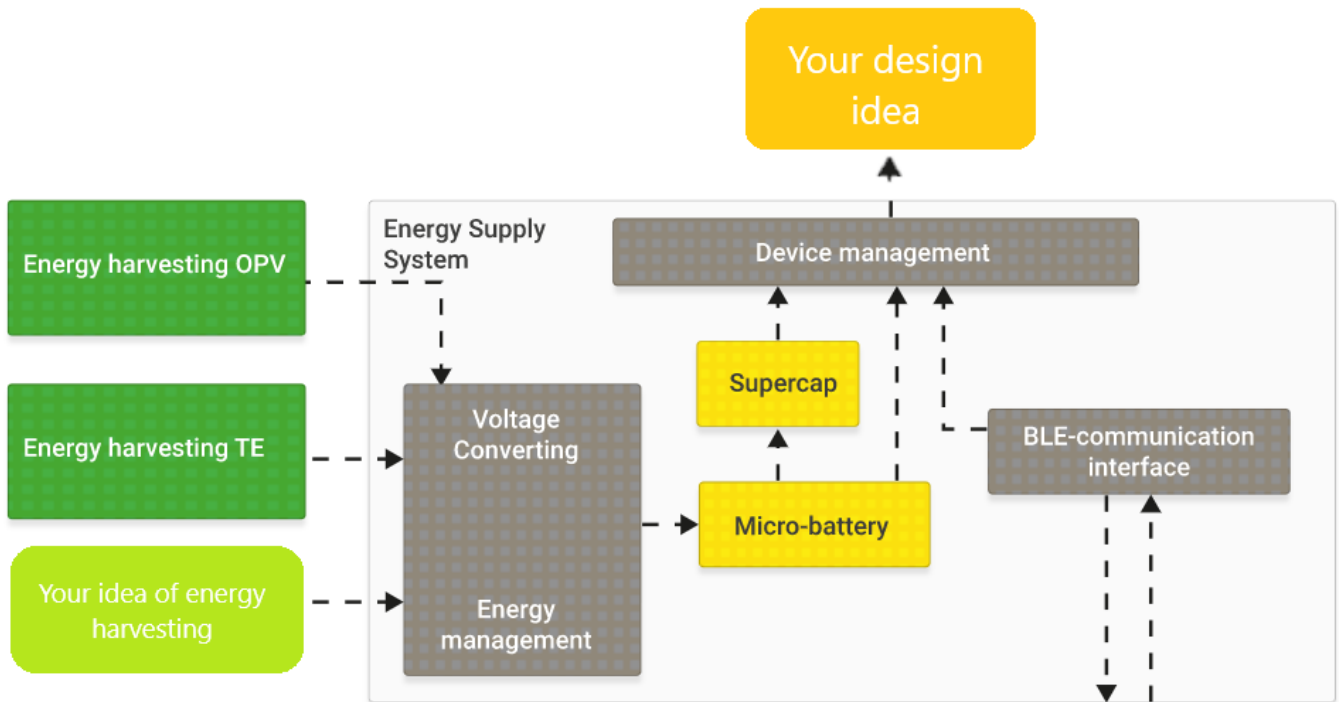 Your design
idea
Energy harvesting OPV
Energy Supply
System
Device management
Energy harvesting TE
Supercap
Voltage
Converting
BLE-communication
interface
Micro-battery
Your idea of energy
harvesting
Energy
management